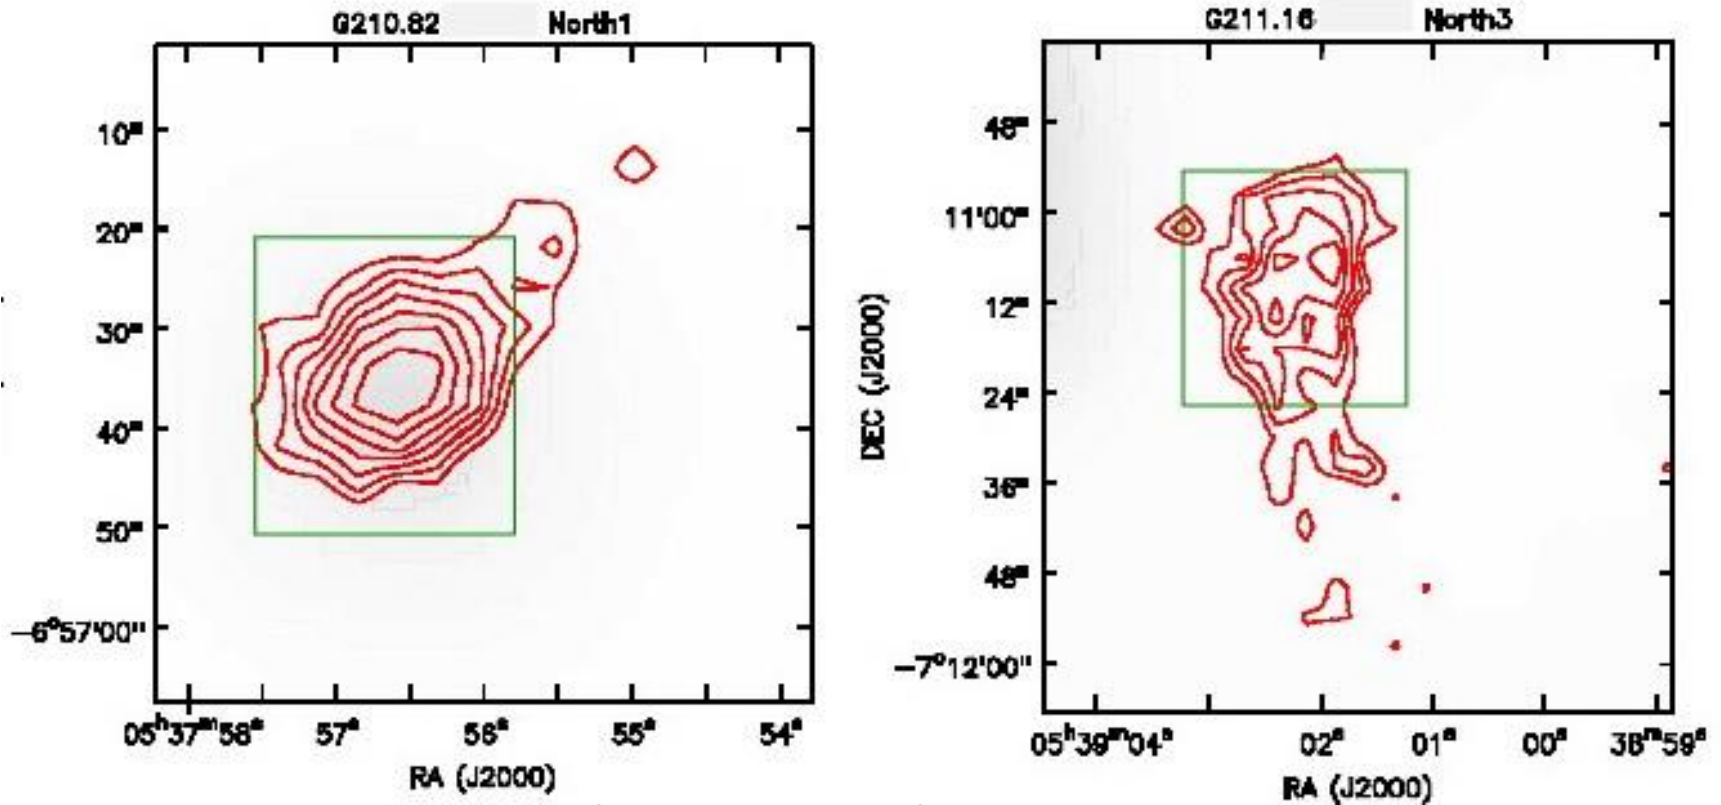 G210.82 North1
10"
20"
30"
40"
50"
−6°57'00"
05ʰ37ᵐ58ˢ 57ˢ 56ˢ 55ˢ 54ˢ
RA (J2000)
G211.16 North3
48"
11'00"
12"
24"
36"
48"
−7°12'00"
DEC (J2000)
05ʰ39ᵐ04ˢ 02ˢ 01ˢ 00ˢ 38ᵐ59ˢ
RA (J2000)